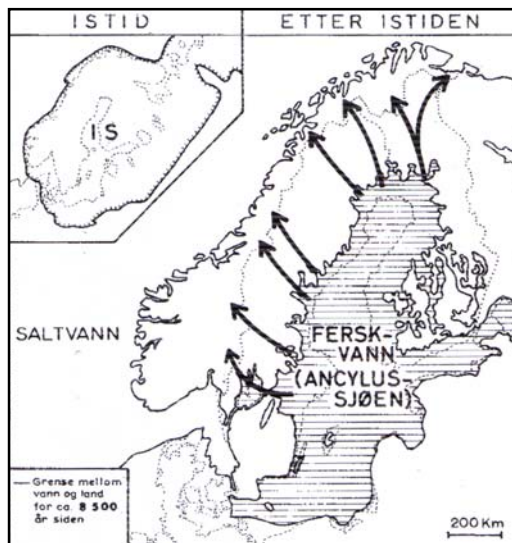 ISTID
ETTER ISTIDEN
IS
SALTVANN
FERSK-
VANN
(ANCYLUS-
SJØEN)
— Grense mellom
vann og land
for ca. 8 500
år siden
200 Km